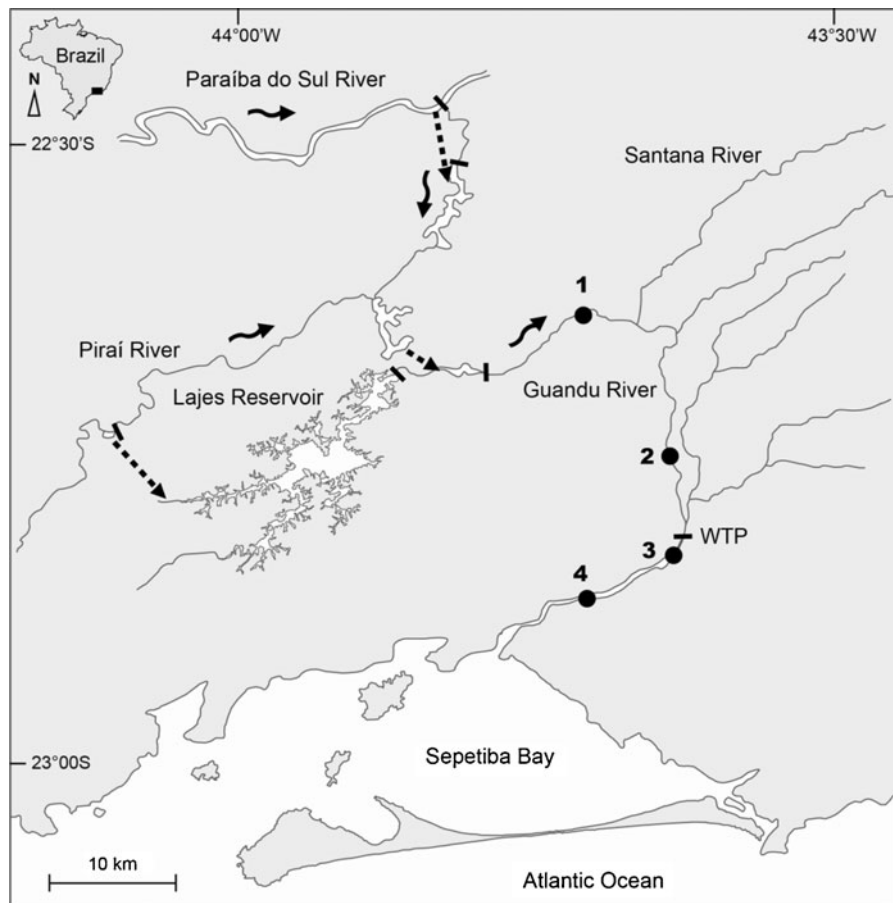 44°00'W
43°30'W
Brazil
N
Paraíba do Sul River
22°30'S
Santana River
1
Piraí River
Lajes Reservoir
Guandu River
2
WTP
3
4
23°00'S
Sepetiba Bay
10 km
Atlantic Ocean